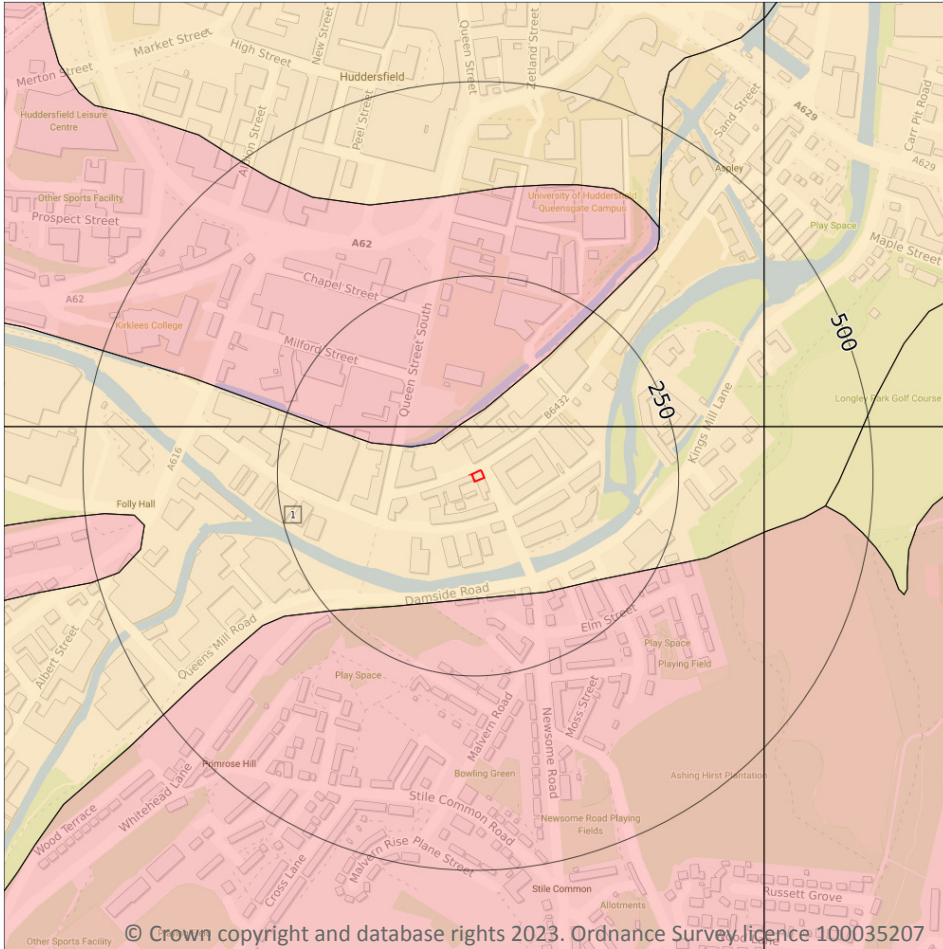 Market Street
High Street
New Street
Queen Street
Zetland Street
Merton Street
Huddersfield
Peel Street
Sand Street
A629
Carr Pit Road
A629
Huddersfield Leisure
Centre
Aspley
Other Sports Facility
Prospect Street
University of Huddersfield
Queensgate Campus
Play Space
Maple Street
A62
Chapel Street
A62
Kirklees College
Milford Street
Queen Street South
500
250
B6432
Kings Mill Lane
Longley Park Golf Course
A616
Folly Hall
1
Damside Road
Elm Street
Albert Street
Queens Mill Road
Play Space
Play Space
Playing Field
Malvern Road
Moss Street
Newsome Road
Primrose Hill
Whitehead Lane
Bowling Green
Ashing Hirst Plantation
Stile Common Road
Newsome Road Playing
Fields
Wood Terrace
Malvern Rise
Plane Street
Cross Lane
Stile Common
Russett Grove
Allotments
Other Sports Facility
© Crown copyright and database rights 2023. Ordnance Survey licence 100035207